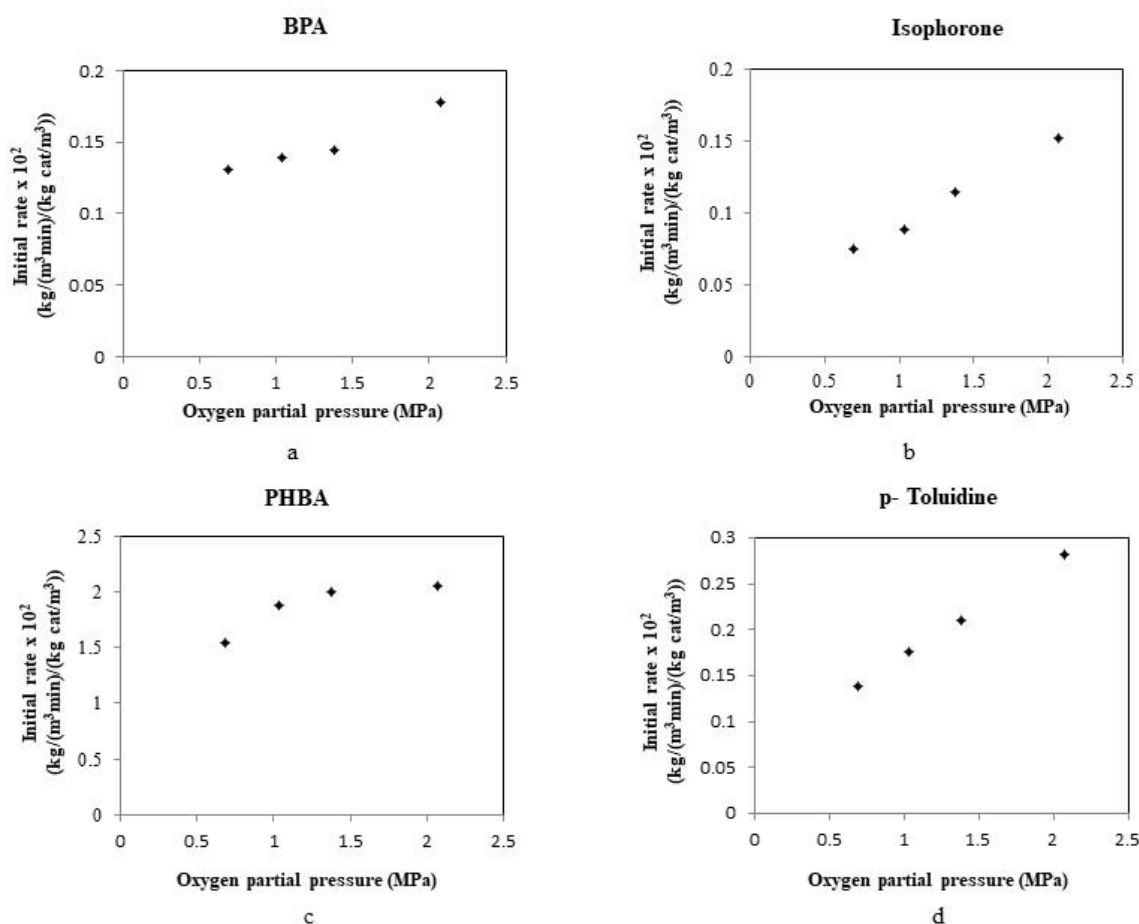 BPA
Initial rate x 10²
(kg/(m³min)/(kg cat/m³))
0.2
0.15
0.1
0.05
0
0
0.5
1
1.5
2
2.5
Oxygen partial pressure (MPa)
a
Isophorone
Initial rate x 10²
(kg/(m³min)/(kg cat/m³))
0.2
0.15
0.1
0.05
0
0
0.5
1
1.5
2
2.5
Oxygen partial pressure (MPa)
b
PHBA
Initial rate x 10²
(kg/(m³min)/(kg cat/m³))
2.5
2
1.5
1
0.5
0
0
0.5
1
1.5
2
2.5
Oxygen partial pressure (MPa)
c
p- Toluidine
Initial rate x 10²
(kg/(m³min)/(kg cat/m³))
0.3
0.25
0.2
0.15
0.1
0.05
0
0
0.5
1
1.5
2
2.5
Oxygen partial pressure (MPa)
d